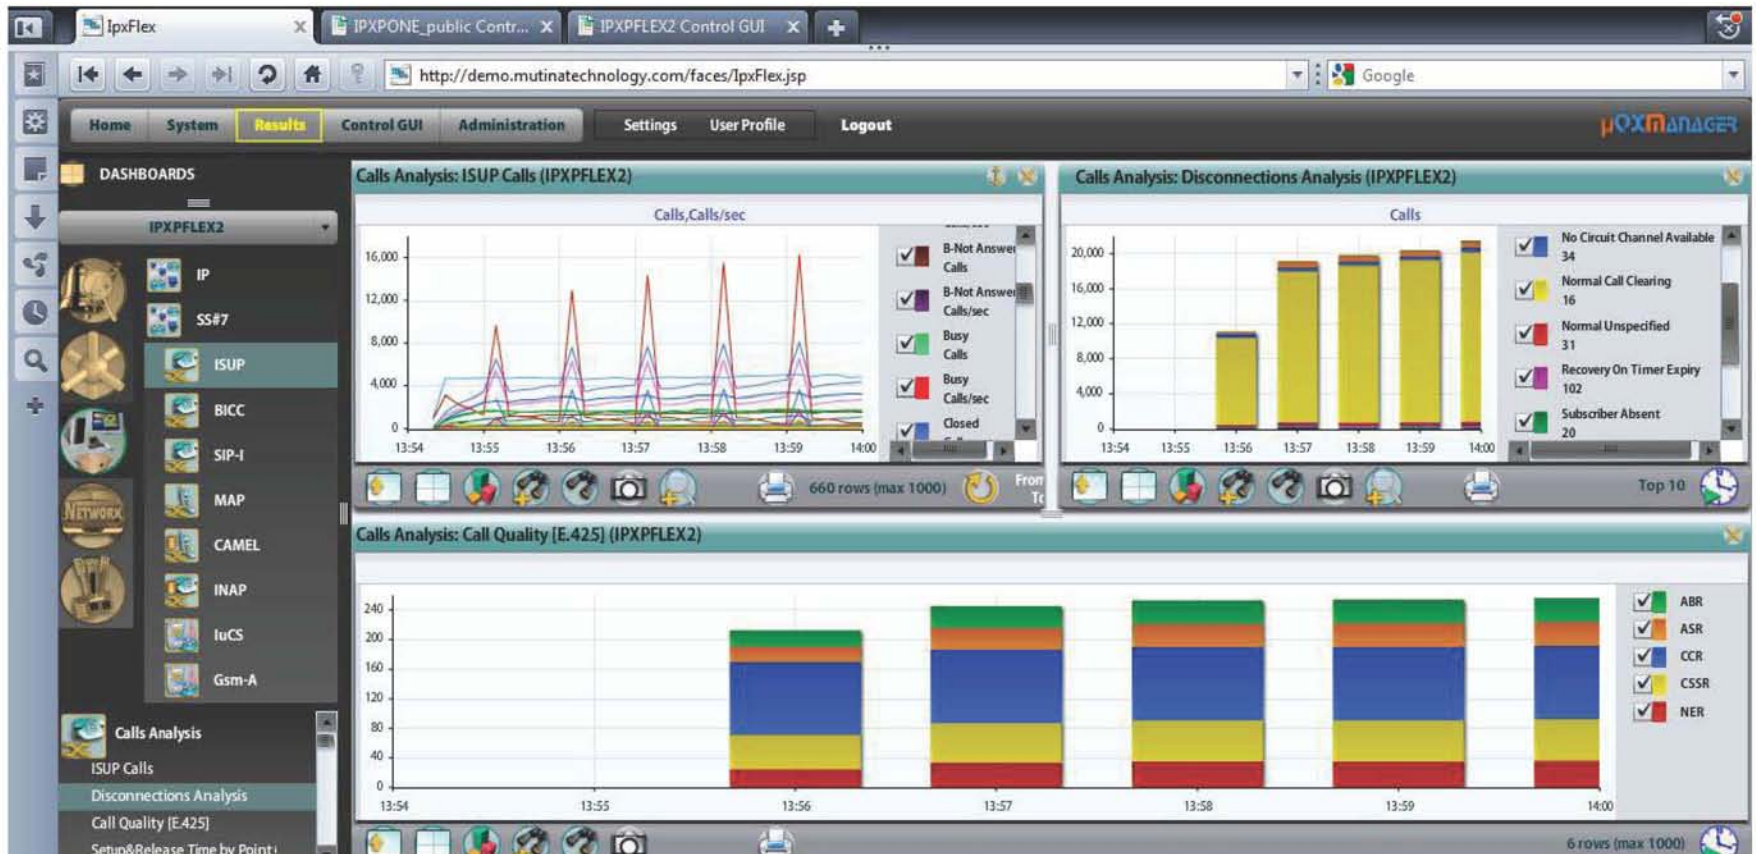 IpxFlex
IPXPONE_public Contr...
IPXPFLEX2 Control GUI
http://demo.mutinatechnology.com/faces/IpxFlex.jsp
Google
Home System Results Control GUI Administration Settings User Profile Logout
µOXMANAGER
DASHBOARDS
IPXPFLEX2
IP
SS#7
ISUP
BICC
SIP-I
MAP
NETWORK
CAMEL
INAP
IuCS
Gsm-A
Calls Analysis
ISUP Calls
Disconnections Analysis
Call Quality [E.425]
Setup&Release Time by Point
Calls Analysis: ISUP Calls (IPXPFLEX2)
Calls,Calls/sec
16,000
12,000
8,000
4,000
0
13:54 13:55 13:56 13:57 13:58 13:59 14:00
B-Not Answer
Calls
B-Not Answer
Calls/sec
Busy
Calls
Busy
Calls/sec
Closed
660 rows (max 1000)
From
To
Calls Analysis: Disconnections Analysis (IPXPFLEX2)
Calls
20,000
16,000
12,000
8,000
4,000
0
13:54 13:55 13:56 13:57 13:58 13:59 14:00
No Circuit Channel Available
34
Normal Call Clearing
16
Normal Unspecified
31
Recovery On Timer Expiry
102
Subscriber Absent
20
Top 10
Calls Analysis: Call Quality [E.425] (IPXPFLEX2)
240
200
160
120
80
40
0
13:54 13:55 13:56 13:57 13:58 13:59 14:00
ABR
ASR
CCR
CSSR
NER
6 rows (max 1000)